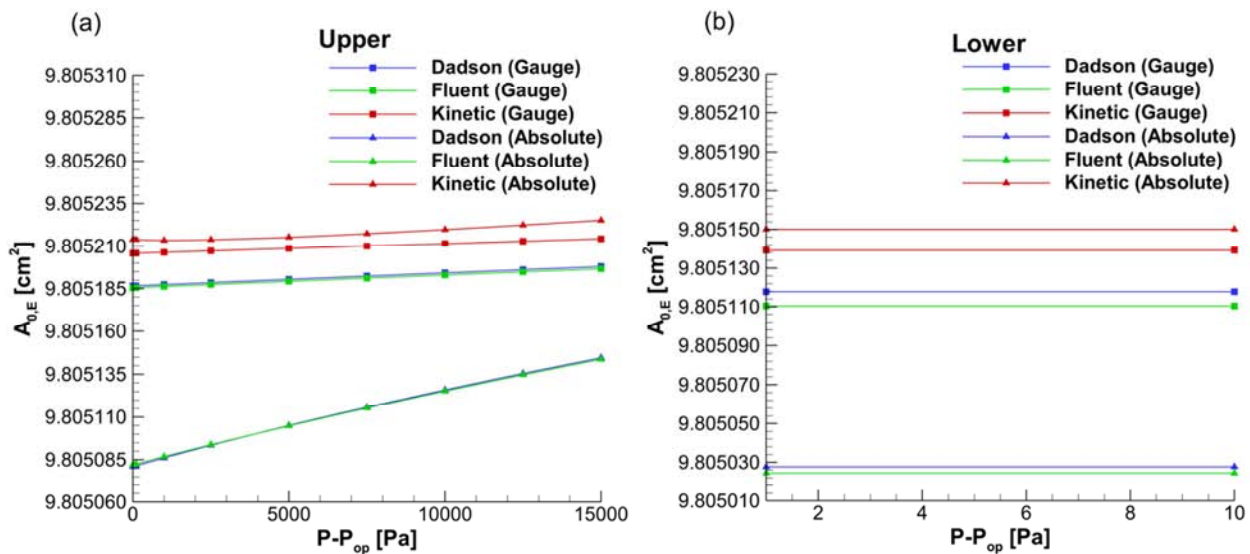 (a)
Upper
Dadson (Gauge)
Fluent (Gauge)
Kinetic (Gauge)
Dadson (Absolute)
Fluent (Absolute)
Kinetic (Absolute)
9.805310
9.805285
9.805260
9.805235
9.805210
9.805185
9.805160
9.805135
9.805110
9.805085
9.805060
A0,E [cm²]
0 5000 10000 15000
P-Pop [Pa]
(b)
Lower
Dadson (Gauge)
Fluent (Gauge)
Kinetic (Gauge)
Dadson (Absolute)
Fluent (Absolute)
Kinetic (Absolute)
9.805230
9.805210
9.805190
9.805170
9.805150
9.805130
9.805110
9.805090
9.805070
9.805050
9.805030
9.805010
A0,E [cm²]
2 4 6 8 10
P-Pop [Pa]